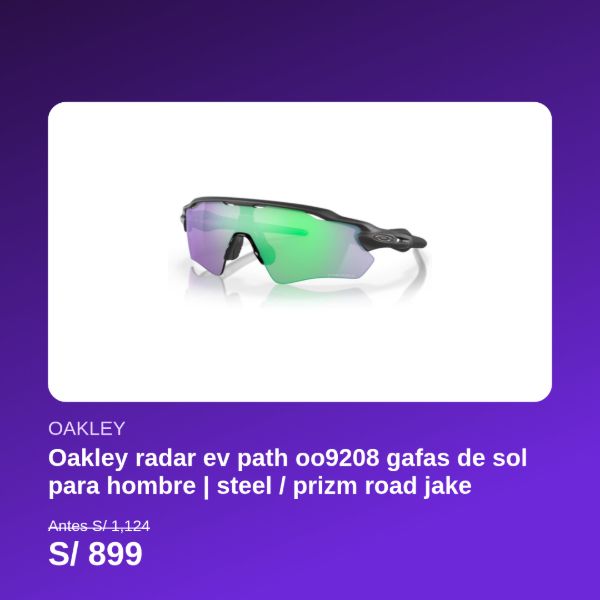 OAKLEY
Oakley radar ev path oo9208 gafas de sol
para hombre | steel / prizm road jake
Antes S/ 1,124
S/ 899